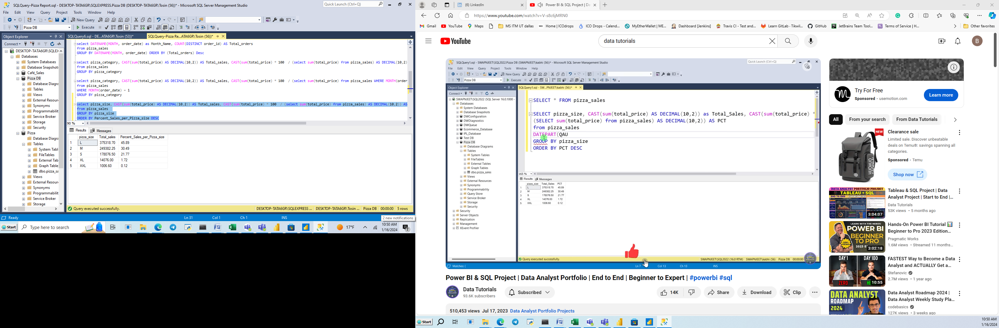 SQLQuery-Pizza Report.sql - DESKTOP-TATA6GR\SQLEXPRESS.Pizza DB (DESKTOP-TATA6GR\Tosin (56))* - Microsoft SQL Server Management Studio
Quick Launch (Ctrl+Q)
File Edit View Query Project Tools Window Help
New Query
Pizza DB
Execute
Object Explorer
Connect
DESKTOP-TATA6GR\SQLEX
Databases
System Databases
Database Snapshots
Café_Sales
Pizza DB
Database Diagra
Tables
Views
External Resour
Synonyms
Programmabilit
Service Broker
Storage
Security
Pizza
Database Diagra
Tables
System Tabl
FileTables
External Tab
Graph Table
dbo.pizza_sa
Views
External Resour
Synonyms
Programmabilit
Service Broker
Storage
SQLQuery6.sql - DE...ATA6GR\Tosin (53))*
SQLQuery-Pizza Re...ATA6GR\Tosin (56))*
select DATENAME(MONTH, order_date) as Month_Name, COUNT(DISTINCT order_id) AS Total_orders
from pizza_sales
GROUP BY DATENAME(MONTH, order_date) ORDER BY (Total_orders) Desc
select pizza_category, CAST(sum(total_price) AS DECIMAL(10,2)) AS Total_sales, CAST(sum(total_price) * 100 / (select sum(total_price) from pizza_sales) AS DECIMAL(10,2)
from pizza_sales
GROUP BY pizza_category
select pizza_category, CAST(sum(total_price) AS DECIMAL(10,2)) AS Total_sales, CAST(sum(total_price) * 100 / (select sum(total_price) from pizza_sales WHERE MONTH(order
from pizza_sales
WHERE MONTH(order_date) = 1
GROUP BY pizza_category
select pizza_size, CAST(sum(total_price) AS DECIMAL(10,2)) AS Total_sales, CAST(sum(total_price) * 100 / (select sum(total_price) from pizza_sales) AS DECIMAL(10,2)) AS
from pizza_sales
GROUP BY pizza_size
ORDER BY Percent_Sales_per_Pizza_size DESC
90 %
Results Messages
pizza_size Total_sales Percent_Sales_per_Pizza_size
1 L 375318.70 45.89
2 M 249382.25 30.49
3 S 178076.50 21.77
4 XL 14076.00 1.72
5 XXL 1006.60 0.12
Query executed successfully.
DESKTOP-TATA6GR\SQLEXPRESS ... DESKTOP-TATA6GR\Tosin ... Pizza DB 00:00:00 5 rows
Ready Ln 31 Col 1 Ch 1 INS
2 new notifications
Start Type here to search 17°F 10:50 AM
1/16/2024
2
(6) LinkedIn
Power BI & SQL Project | Da
https://www.youtube.com/watch?v=V-s8c6jMRN0
Gmail YouTube Maps MS ITM UT dallas Home | ICOdrops ICO Drops - Calend... MyEtherWallet | ME... Dashboard [Jenkins] Travis CI - Test and... Learn GitLab · Tikwil... GitHub JetBrains Team Tool... Terms of Service | H... Other favorites
YouTube
data tutorials
B
SQLQuery1.sql - SWAPNJEET\SQL2022.Pizza DB (SWAPNJEET\kabhi (56))* - Microsoft SQL Server Management Studio
Quick Launch (Ctrl+Q)
File Edit View Query Project Tools Window Help
New Query
Pizza DB
Execute
Object Explorer
Connect
SWAPNJEET\SQL2022 (SQL Server 16.0.1000 -
Databases
System Databases
Database Snapshots
DWConfiguration
DWDiagnostics
DWQueue
Ecommerce_Database
IPL_Database
Test DB
Pizza DB
Database Diagrams
Tables
System Tables
FileTables
External Tables
Graph Tables
dbo.pizza_sales
Views
External Resources
Synonyms
Programmability
Query Store
Service Broker
Storage
Security
Security
Server Objects
Replication
Management
XEvent Profiler
SQLQuery1.sql - SW...PNJEET\kabhi (56))*
SELECT * FROM pizza_sales
SELECT pizza_size, CAST(sum(total_price) AS DECIMAL(10,2)) as Total_Sales, CAST(sum(total_price) *
(SELECT sum(total_price) from pizza_sales) AS DECIMAL(10,2)) AS PCT
from pizza_sales
DATEPART(QAU
GROUP BY pizza_size
ORDER BY PCT DESC
165 %
Results Messages
pizza_size Total_Sales PCT
1 L 375318.70 45.89
2 M 249382.25 30.49
3 S 178076.50 21.77
4 XL 14076.00 1.72
5 XXL 1006.60 0.12
Query executed successfully.
SWAPNJEET\SQL2022 (16.0 RTM) SWAPNJEET\kabhi (56) Pizza DB 00:00:00
Matches: ( Ln 7 Col 13 Ch 13 INS
Power BI & SQL Project | Data Analyst Portfolio | End to End | Beginner to Expert | #powerbi #sql
Data Tutorials
93.6K subscribers
Subscribed
14K Share Download Clip
510,453 views Jul 17, 2023 Data Analyst Portfolio Projects
Try For Free
Sponsored · usemotion.com
Learn more
All From your search From Data Tutorials
NEW
Clearance sale
Limited sale. Discover unbeatable
deals on Temu®: savings spanning all
categories.
Sponsored · Temu
Shop now
DATA ANALYST PORTFOLIO PROJECT
TABLEAU + SQL
3:04:07
Tableau & SQL Project | Data
Analyst Project | Start to End |...
Data Tutorials
53K views • 5 months ago
LEARN WITH THE NERDS
POWER BI
BEGINNER
TO PRO
1.6M+
VIEWS
3:02:18
Hands-On Power BI Tutorial
Beginner to Pro 2023 Edition...
Pragmatic Works
1.6M views • Streamed 11 months...
DAY 1 DAY 100
ZERO
10:55
FASTEST Way to Become a Data
Analyst and ACTUALLY Get a...
Stefanovic
2.7M views • 1 year ago
DATA ANALYST
ROADMAP
2024
Data Analyst Roadmap 2024 |
Data Analyst Weekly Study Pla...
codebasics
127K views • 3 weeks ago
Start
10:50 AM
1/16/2024